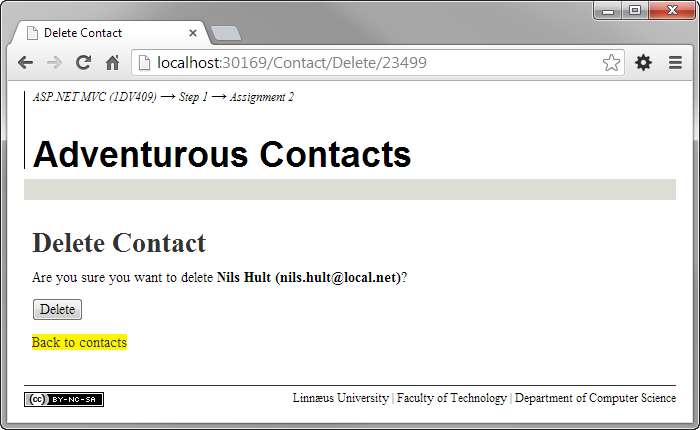 Delete Contact
localhost:30169/Contact/Delete/23499
ASP.NET MVC (1DV409) → Step 1 → Assignment 2
Adventurous Contacts
Delete Contact
Are you sure you want to delete Nils Hult (nils.hult@local.net)?
Delete
Back to contacts
cc BY-NC-SA
Linnæus University | Faculty of Technology | Department of Computer Science